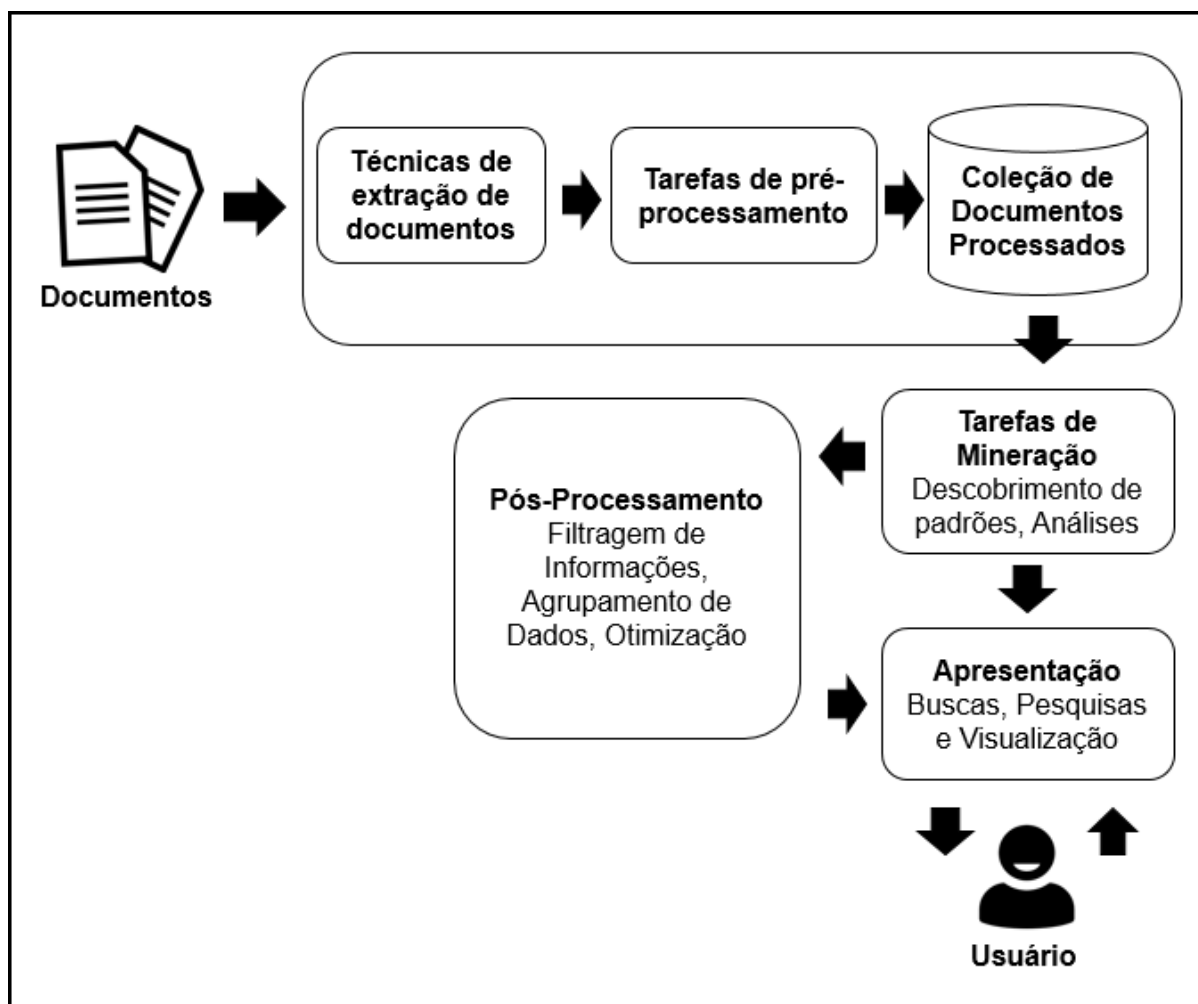 Documentos
Técnicas de
extração de
documentos
Tarefas de pré-
processamento
Coleção de
Documentos
Processados
Tarefas de
Mineração
Descobrimento de
padrões, Análises
Pós-Processamento
Filtragem de
Informações,
Agrupamento de
Dados, Otimização
Apresentação
Buscas, Pesquisas
e Visualização
Usuário